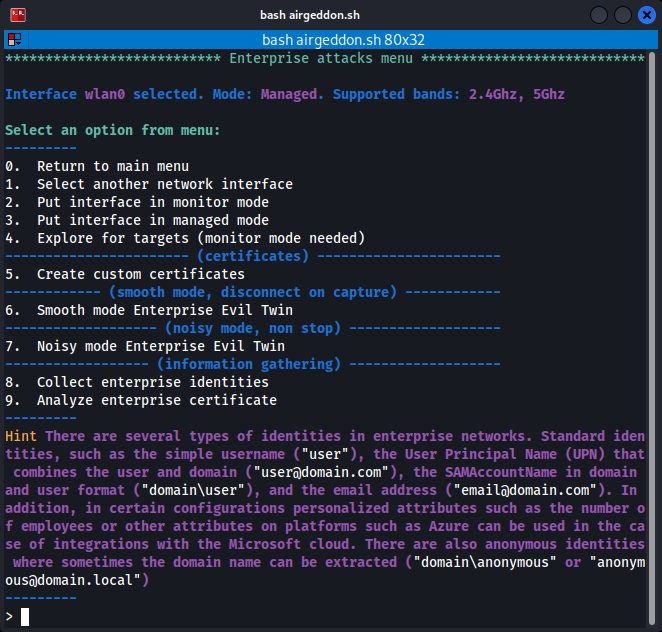 bash airgeddon.sh
bash airgeddon.sh 80x32
*************************** Enterprise attacks menu ****************************
Interface wlan0 selected. Mode: Managed. Supported bands: 2.4Ghz, 5Ghz
Select an option from menu:
---------
0.  Return to main menu
1.  Select another network interface
2.  Put interface in monitor mode
3.  Put interface in managed mode
4.  Explore for targets (monitor mode needed)
----------------------- (certificates) -----------------------
5.  Create custom certificates
------------ (smooth mode, disconnect on capture) ------------
6.  Smooth mode Enterprise Evil Twin
------------------- (noisy mode, non stop) -------------------
7.  Noisy mode Enterprise Evil Twin
------------------ (information gathering) -------------------
8.  Collect enterprise identities
9.  Analyze enterprise certificate
---------
Hint There are several types of identities in enterprise networks. Standard iden
tities, such as the simple username ("user"), the User Principal Name (UPN) that
 combines the user and domain ("user@domain.com"), the SAMAccountName in domain
and user format ("domain\user"), and the email address ("email@domain.com"). In
addition, in certain configurations personalized attributes such as the number o
f employees or other attributes on platforms such as Azure can be used in the ca
se of integrations with the Microsoft cloud. There are also anonymous identities
 where sometimes the domain name can be extracted ("domain\anonymous" or "anonym
ous@domain.local")
---------
>